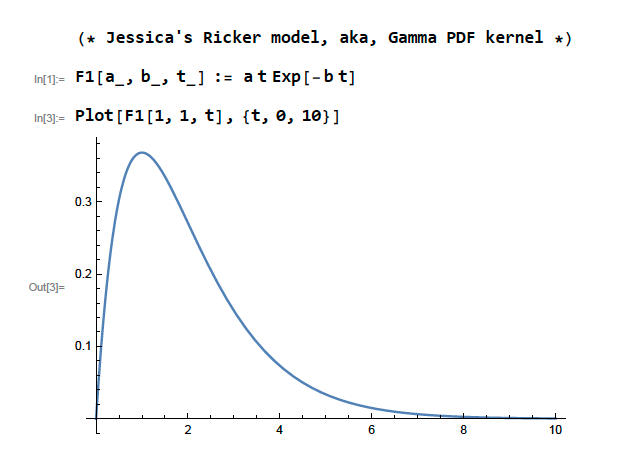 (* Jessica's Ricker model, aka, Gamma PDF kernel *)
In[1]:= F1[a_, b_, t_] := a t Exp[-b t]
In[3]:= Plot[F1[1, 1, t], {t, 0, 10}]
0.3
0.2
Out[3]=
0.1
2 4 6 8 10